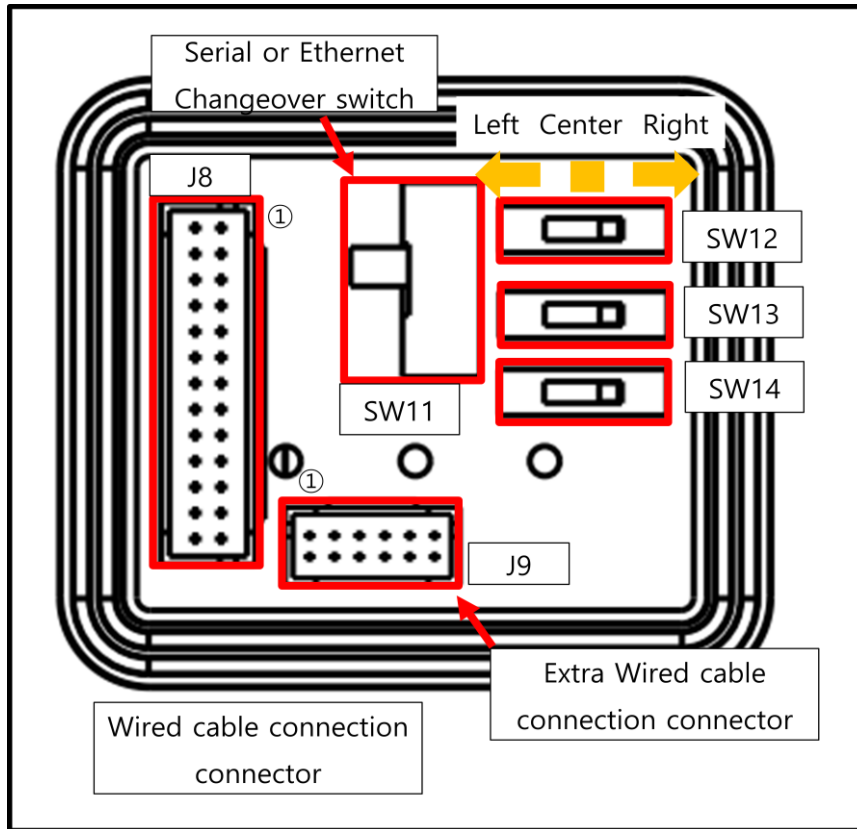 Serial or Ethernet
Changeover switch
Left Center Right
J8
①
SW12
SW13
SW14
SW11
①
J9
Extra Wired cable
connection connector
Wired cable connection
connector